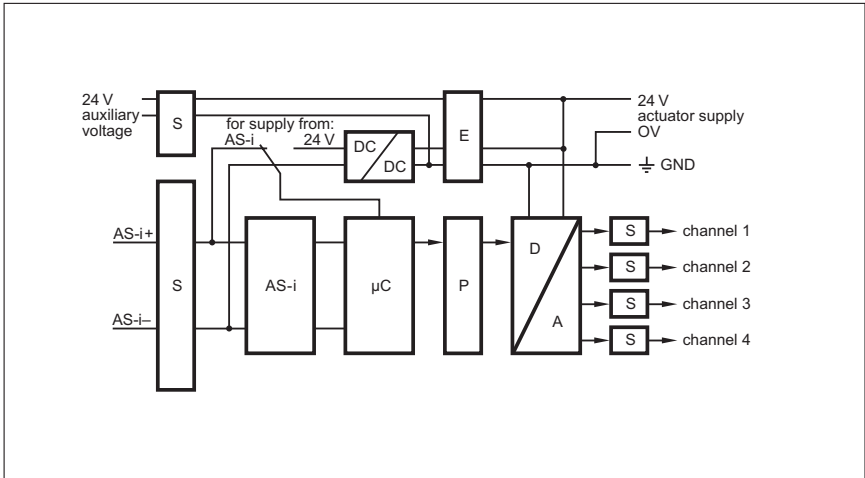 24 V
auxiliary
voltage
S
for supply from:
AS-i
24 V
DC
DC
E
24 V
actuator supply
OV
GND
AS-i+
AS-i–
S
AS-i
µC
P
D
A
S
channel 1
S
channel 2
S
channel 3
S
channel 4